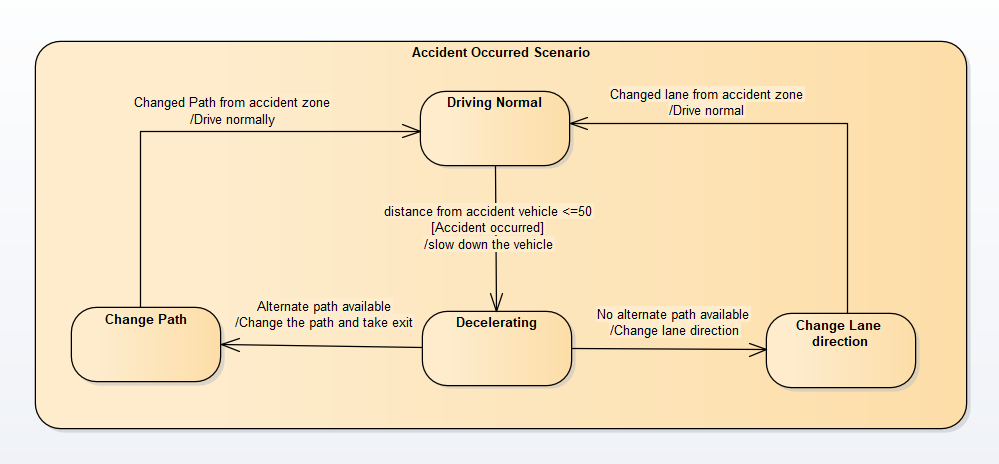 Accident Occurred Scenario
Changed Path from accident zone
/Drive normally
Driving Normal
Changed lane from accident zone
/Drive normal
distance from accident vehicle <=50
[Accident occurred]
/slow down the vehicle
Change Path
Alternate path available
/Change the path and take exit
Decelerating
No alternate path available
/Change lane direction
Change Lane
direction